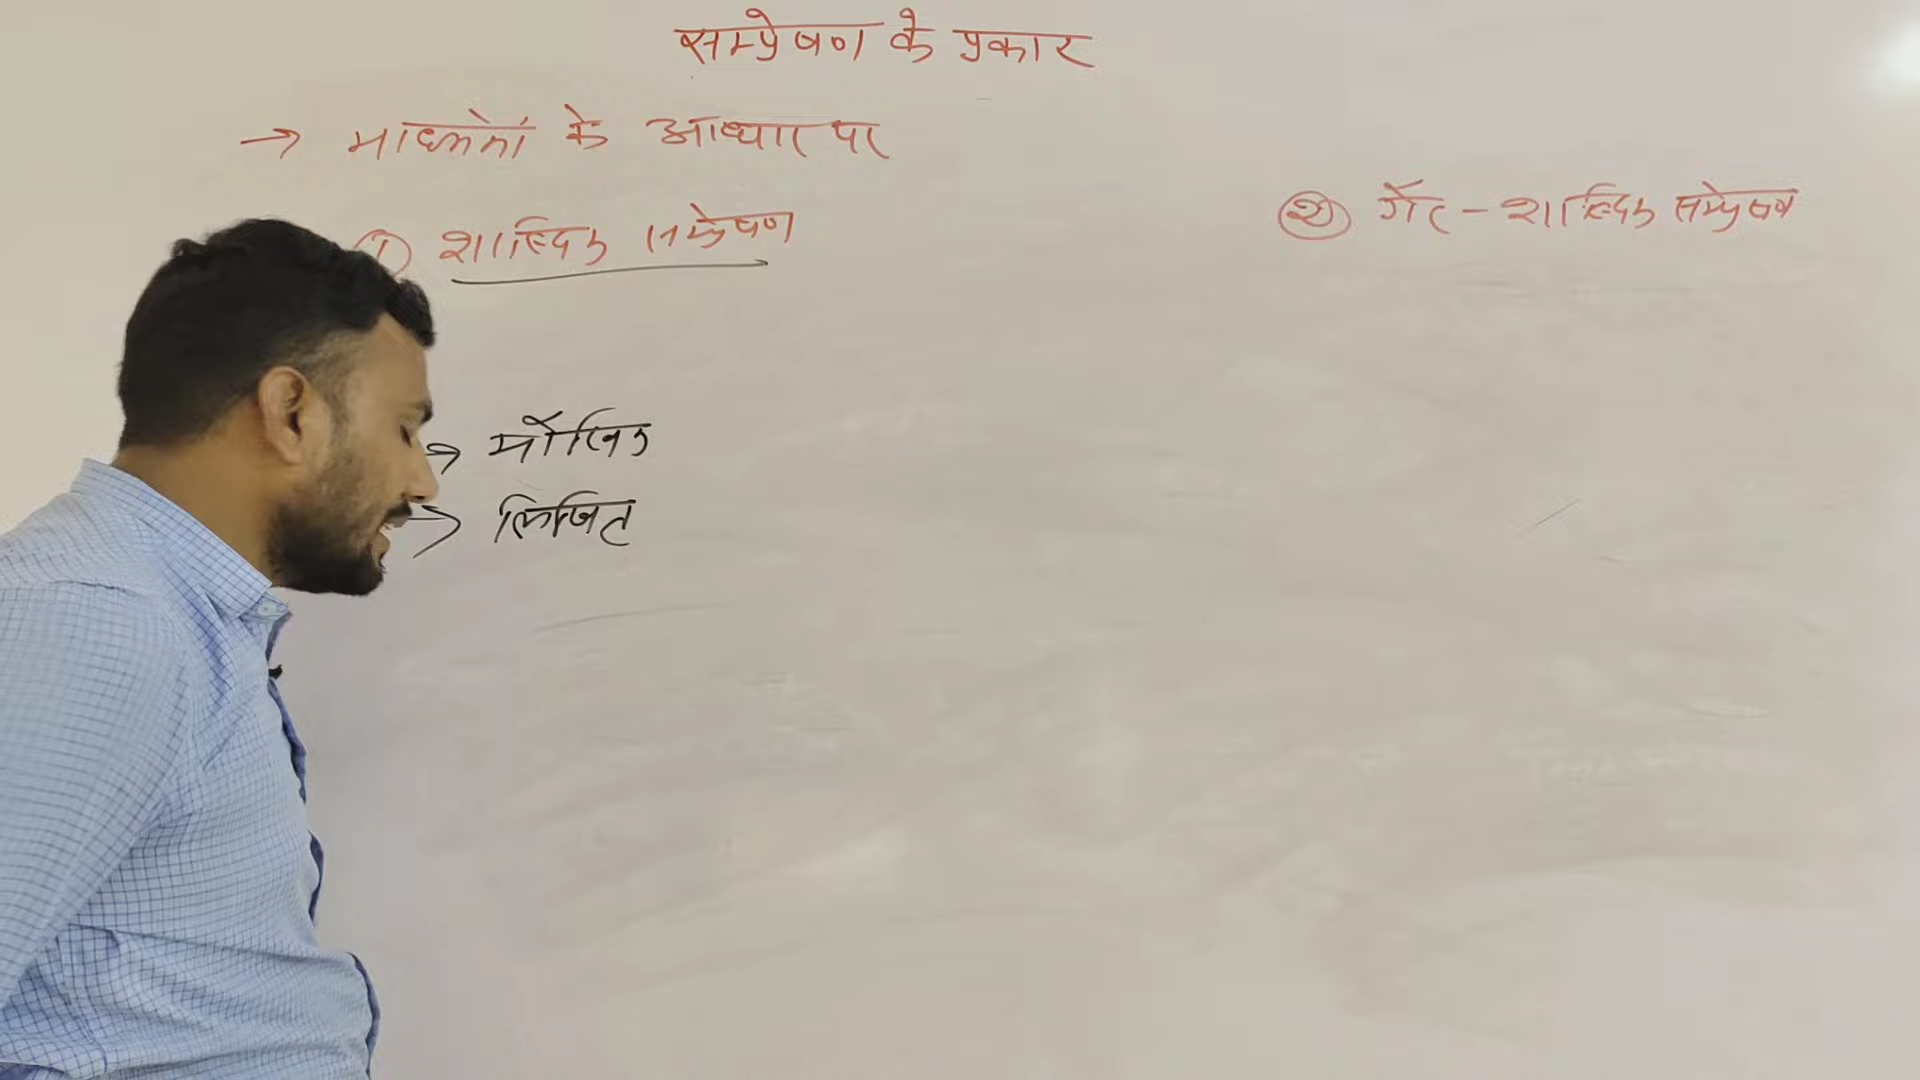 सम्प्रेषण के प्रकार
→ माध्यमों के आधार पर
① शाब्दिक सम्प्रेषण
② गैर - शाब्दिक सम्प्रेषण
→ मौखिक
→ लिखित